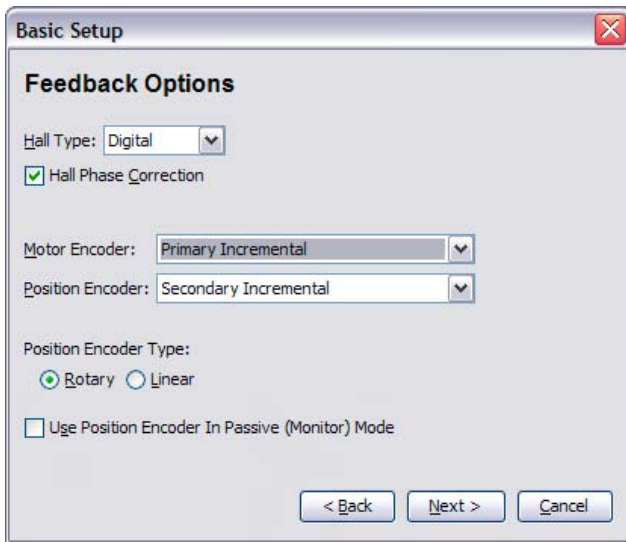 Basic Setup
Feedback Options
Hall Type: Digital
Hall Phase Correction
Motor Encoder: Primary Incremental
Position Encoder: Secondary Incremental
Position Encoder Type:
Rotary Linear
Use Position Encoder In Passive (Monitor) Mode
< Back Next > Cancel